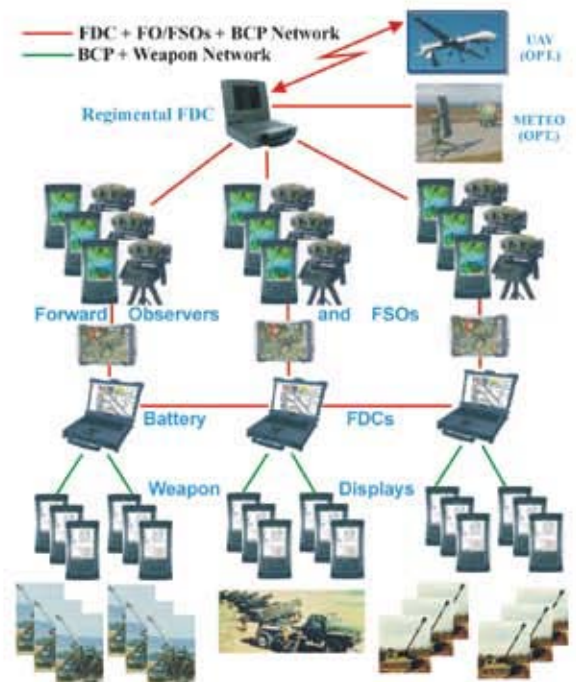 FDC + FO/FSOs + BCP Network
BCP + Weapon Network
UAV
(OPT.)
Regimental FDC
METEO
(OPT.)
Forward Observers and FSOs
Battery FDCs
Weapon Displays